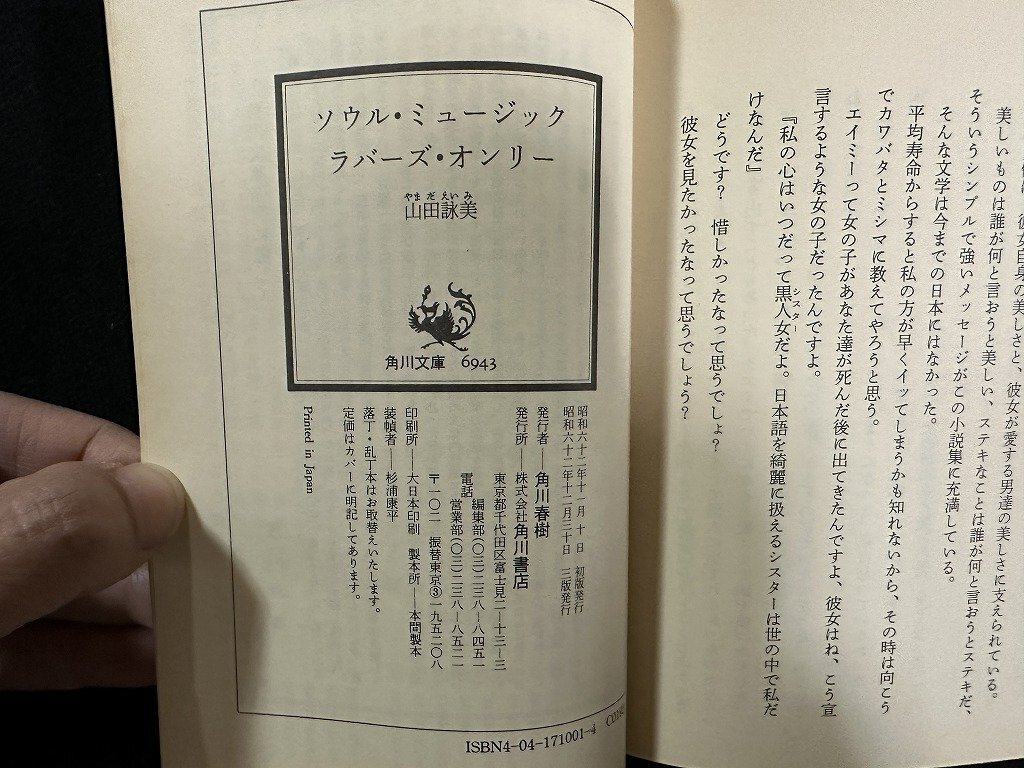 彼女自身の美しさと、彼女が愛する男達の美しさに支えられている。
美しいものは誰が何と言おうと美しい、ステキなことは誰が何と言おうとステキだ、
そういうシンプルで強いメッセージがこの小説集に充満している。
そんな文学は今までの日本にはなかった。
平均寿命からすると私の方が早くイッてしまうかも知れないから、その時は向こう
でカワバタとミシマに教えてやろうと思う。
エイミーって女の子があなた達が死んだ後に出てきたんですよ、彼女はね、こう宣
言するような女の子だったんですよ。
『私の心はいつだって黒人女だよ。日本語を綺麗に扱えるシスターは世の中で私だ
シスター
けなんだ』
どうです? 惜しかったなって思うでしょ?
彼女を見たかったなって思うでしょう?
ソウル・ミュージック
ラバーズ・オンリー
やまだえいみ
山田詠美
角川文庫 6943
昭和六十二年十一月十日 初版発行
昭和六十二年十二月三十日 三版発行
発行者——角川春樹
発行所——株式会社角川書店
東京都千代田区富士見二—十三—三
電話
編集部(〇三)二三八—八四五一
営業部(〇三)二三八—八五二一
〒一〇二 振替東京③一九五二〇八
印刷所——大日本印刷 製本所——本間製本
装幀者——杉浦康平
落丁・乱丁本はお取替えいたします。
定価はカバーに明記してあります。
Printed in Japan
ISBN4-04-171001-4